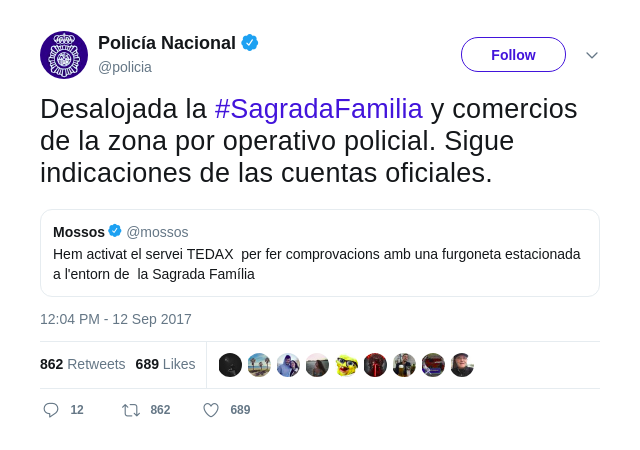 Policía Nacional
@policia
Follow
Desalojada la #SagradaFamilia y comercios
de la zona por operativo policial. Sigue
indicaciones de las cuentas oficiales.
Mossos @mossos
Hem activat el servei TEDAX  per fer comprovacions amb una furgoneta estacionada
a l'entorn de  la Sagrada Família
12:04 PM - 12 Sep 2017
862 Retweets 689 Likes
12 862 689